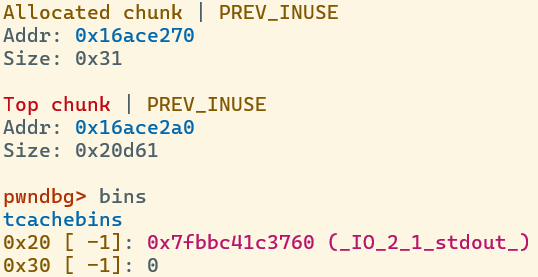 Allocated chunk | PREV_INUSE
Addr: 0x16ace270
Size: 0x31
Top chunk | PREV_INUSE
Addr: 0x16ace2a0
Size: 0x20d61
pwndbg> bins
tcachebins
0x20 [ -1]: 0x7fbbc41c3760 (_IO_2_1_stdout_)
0x30 [ -1]: 0